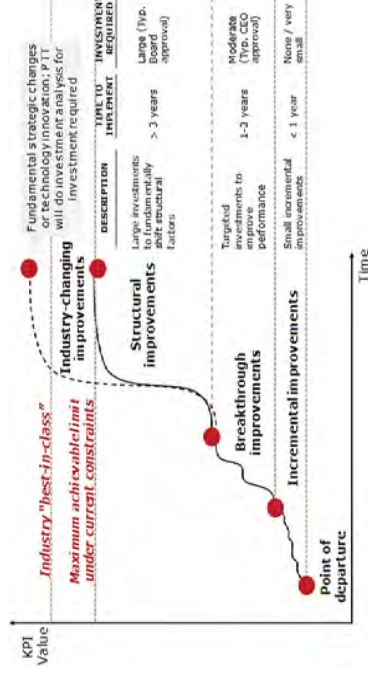 KPI
Value
Industry "best-in-class"
Maximum achievable limit
under current constraints
Industry-changing
improvements
Structural
improvements
Breakthrough
improvements
Incremental improvements
Point of
departure
Time
Fundamental strategic changes
or technology innovation; PTT
will do investment analysis for
Investment required
DESCRIPTION
TIME TO
IMPLEMENT
INVESTMENT
REQUIRED
Large investments
to fundamentally
shift structural
factors
> 3 years
Large (Typ.
Board
approval)
Targeted
investments to
improve
performance
1-3 years
Moderate
(Typ. CEO
approval)
Small incremental
improvements
< 1 year
None / very
small